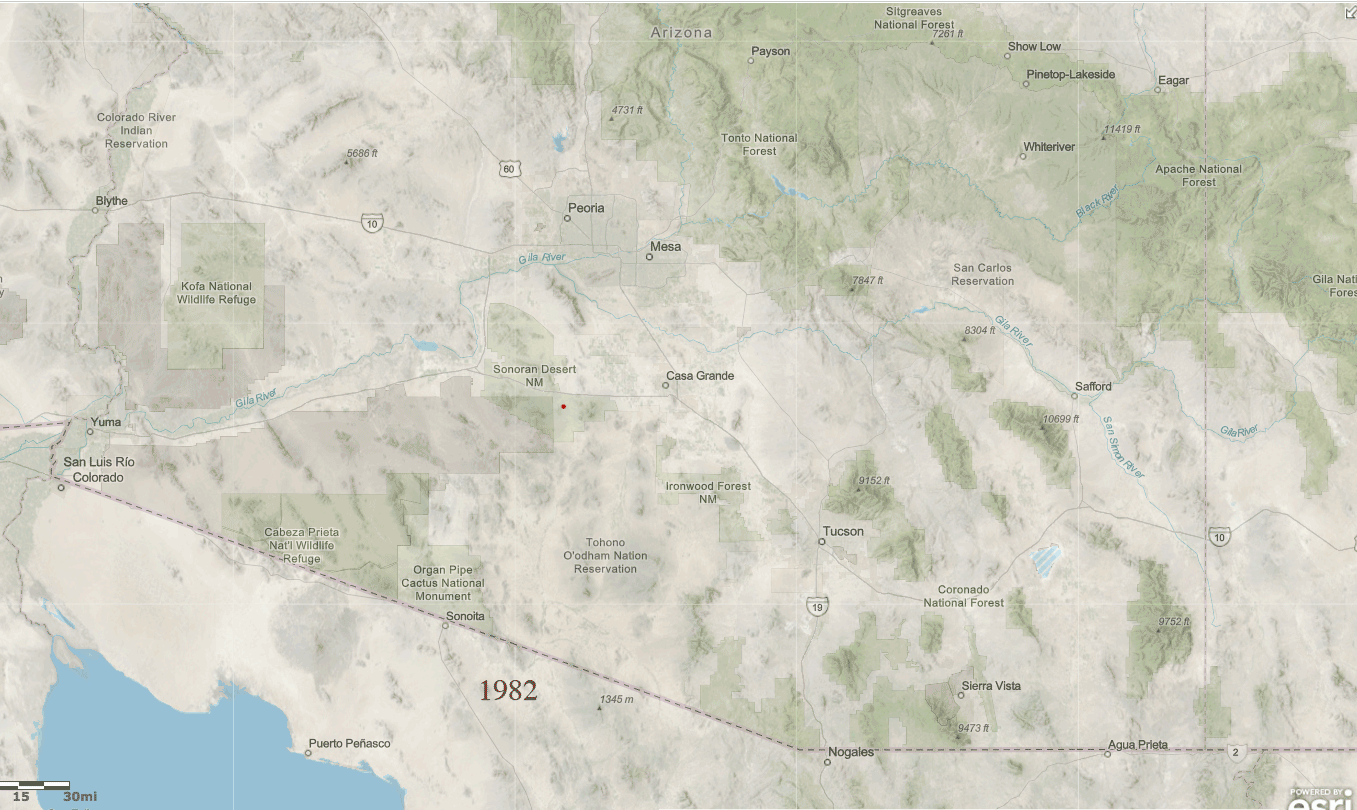 Sitgreaves
National Forest
Arizona
7261 ft
Show Low
Payson
Pinetop-Lakeside
Eagar
4731 ft
Colorado River
Indian
Reservation
11419 ft
Tonto National
Forest
Whiteriver
5686 ft
60
Apache National
Forest
Black River
Blythe
Peoria
10
Mesa
Gila River
San Carlos
Reservation
7847 ft
Gila Nati
Fores
Kofa National
Wildlife Refuge
8304 ft
Gila River
Sonoran Desert
NM
Casa Grande
Safford
Gila River
10699 ft
Yuma
Gila River
San Simon River
San Luis Río
Colorado
9152 ft
Ironwood Forest
NM
Tucson
10
Cabeza Prieta
Nat'l Wildlife
Refuge
Tohono
O'odham Nation
Reservation
Organ Pipe
Cactus National
Monument
Coronado
National Forest
19
Sonoita
9752 ft
1982
1345 m
Sierra Vista
9473 ft
Puerto Peñasco
Nogales
Agua Prieta
2
15 30mi
POWERED BY
esri